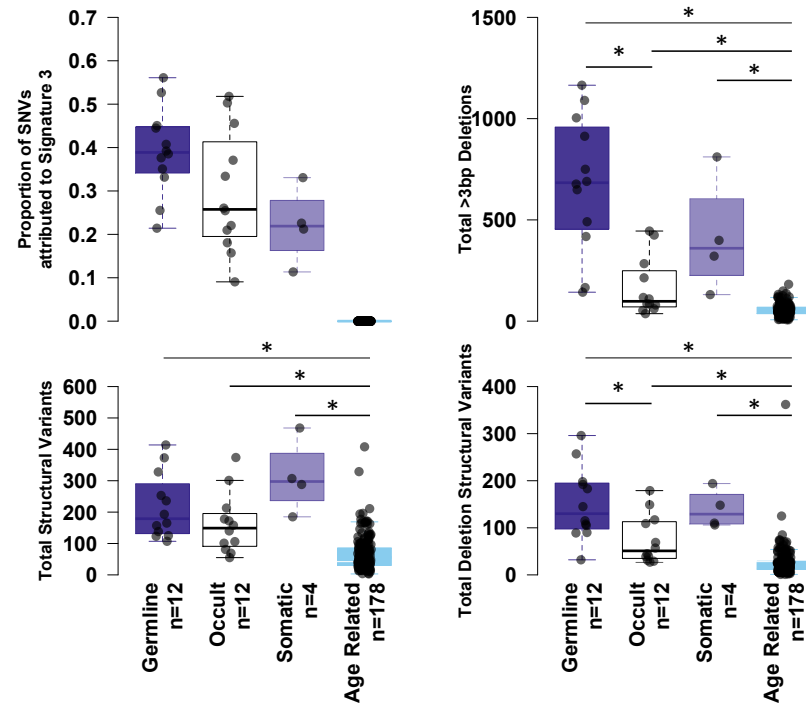 Proportion of SNVs
attributed to Signature 3
0.7
0.6
0.5
0.4
0.3
0.2
0.1
0.0
Total >3bp Deletions
1500
1000
500
0
*
*
*
*
Total Structural Variants
600
500
400
300
200
100
0
*
*
*
Total Deletion Structural Variants
400
300
200
100
0
*
*
*
*
Germline
n=12
Occult
n=12
Somatic
n=4
Age Related
n=178
Germline
n=12
Occult
n=12
Somatic
n=4
Age Related
n=178